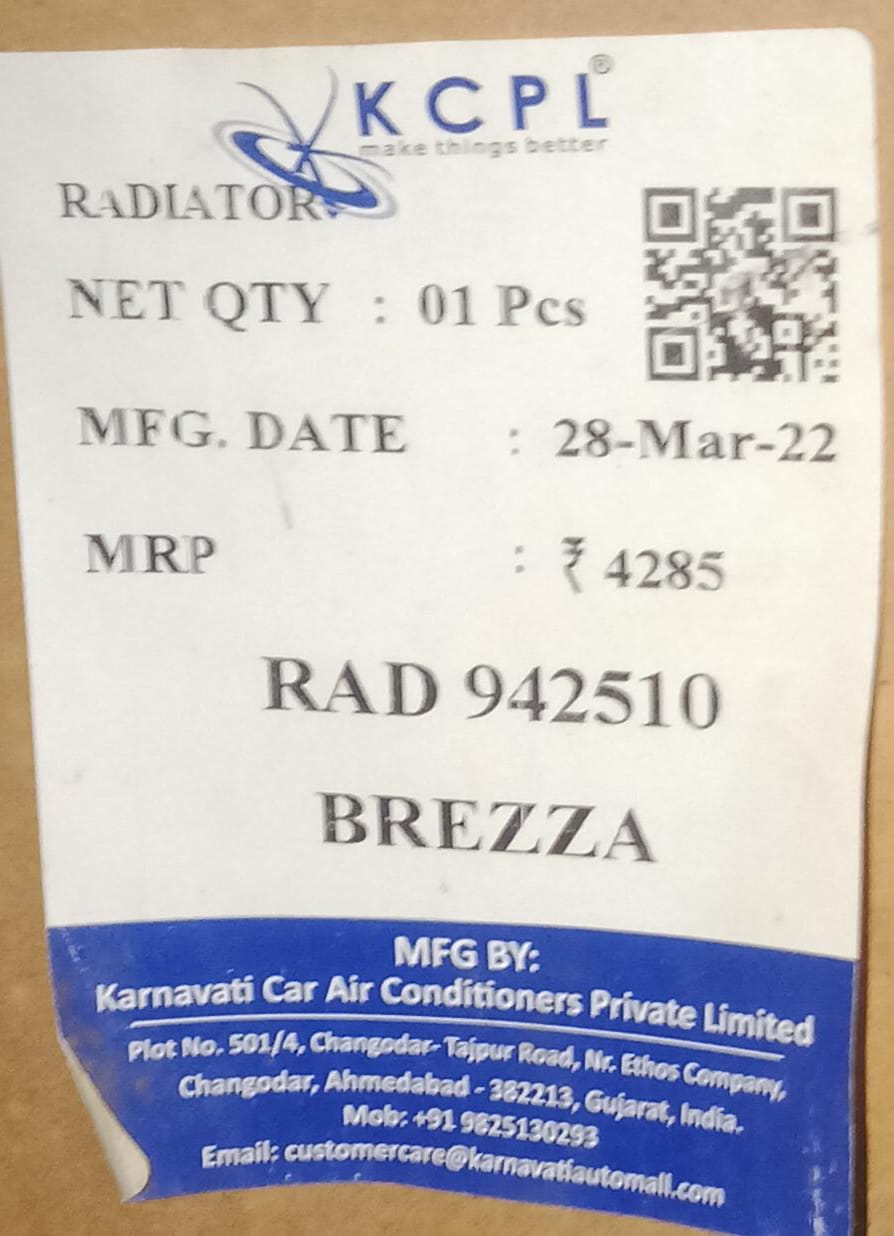 KCPL®
make things better
RADIATOR
NET QTY : 01 Pcs
MFG. DATE : 28-Mar-22
MRP : ₹ 4285
RAD 942510
BREZZA
MFG BY:
Karnavati Car Air Conditioners Private Limited
Plot No. 501/4, Changodar-Tajpur Road, Nr. Ethos Company,
Changodar, Ahmedabad - 382213, Gujarat, India.
Mob: +91 9825130293
Email: customercare@karnavatiautomall.com